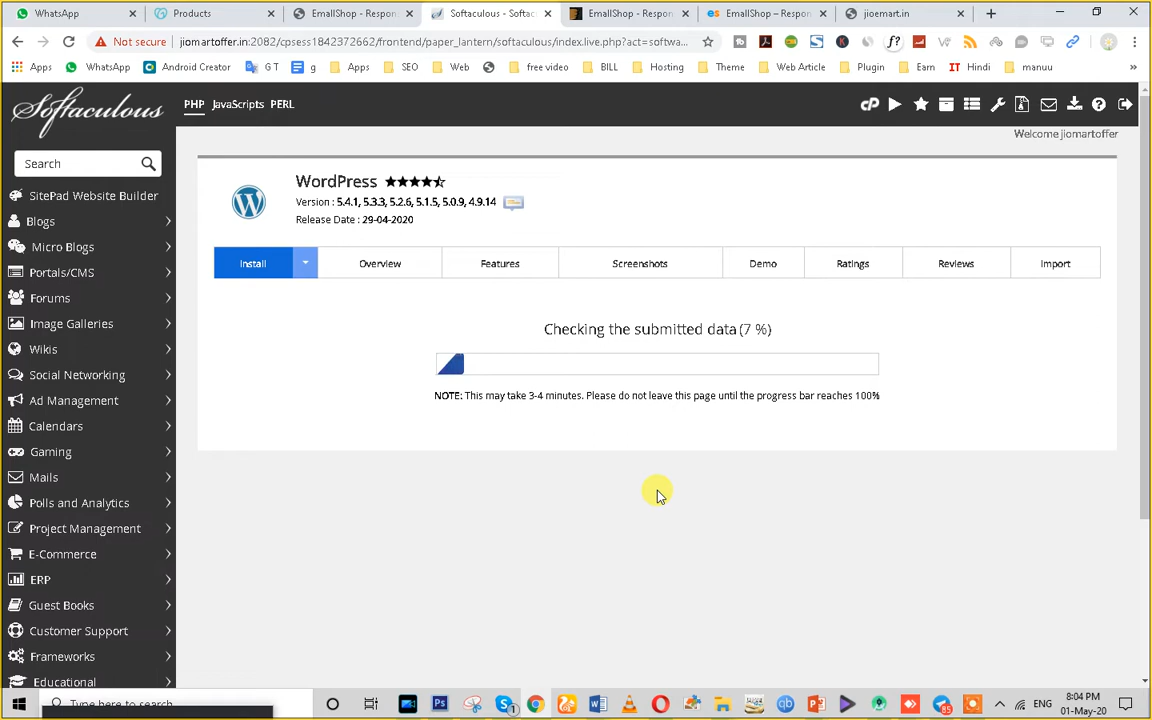 WhatsApp
Products
EmallShop - Respon
Softaculous - Softac
EmallShop - Respon
EmallShop – Respon
jioemart.in
Not secure
jiomartoffer.in:2082/cpsess1842372662/frontend/paper_lantern/softaculous/index.live.php?act=softwa...
Apps
WhatsApp
Android Creator
G T
g
Apps
SEO
Web
free video
BILL
Hosting
Theme
Web Article
Plugin
Earn
IT Hindi
manuu
Softaculous
PHP JavaScripts PERL
Welcome jiomartoffer
Search
SitePad Website Builder
Blogs
Micro Blogs
Portals/CMS
Forums
Image Galleries
Wikis
Social Networking
Ad Management
Calendars
Gaming
Mails
Polls and Analytics
Project Management
E-Commerce
ERP
Guest Books
Customer Support
Frameworks
Educational
WordPress
Version : 5.4.1, 5.3.3, 5.2.6, 5.1.5, 5.0.9, 4.9.14
Release Date : 29-04-2020
Install
Overview
Features
Screenshots
Demo
Ratings
Reviews
Import
Checking the submitted data (7 %)
NOTE: This may take 3-4 minutes. Please do not leave this page until the progress bar reaches 100%
Type here to search
ENG
8:04 PM
01-May-20